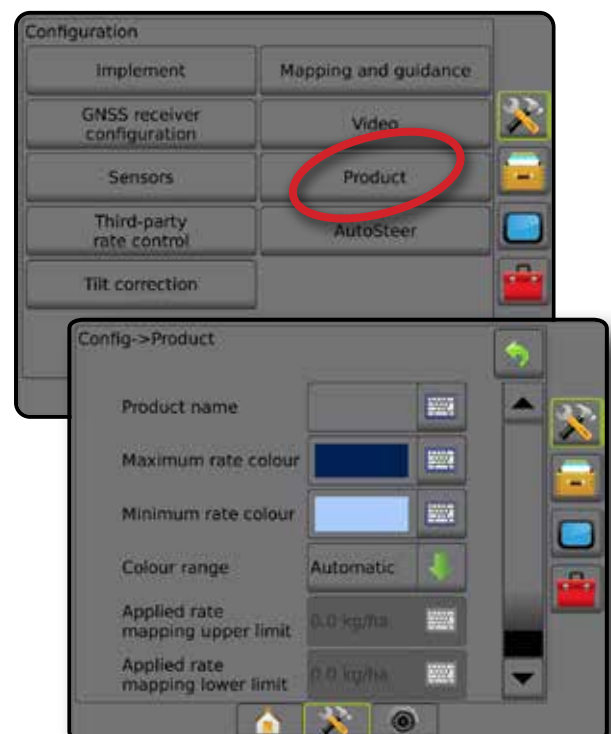 Configuration
Implement
Mapping and guidance
GNSS receiver
configuration
Video
Sensors
Product
Third-party
rate control
AutoSteer
Tilt correction
Config->Product
Product name
Maximum rate colour
Minimum rate colour
Colour range
Automatic
Applied rate
mapping upper limit
0.0 kg/ha
Applied rate
mapping lower limit
0.0 kg/ha